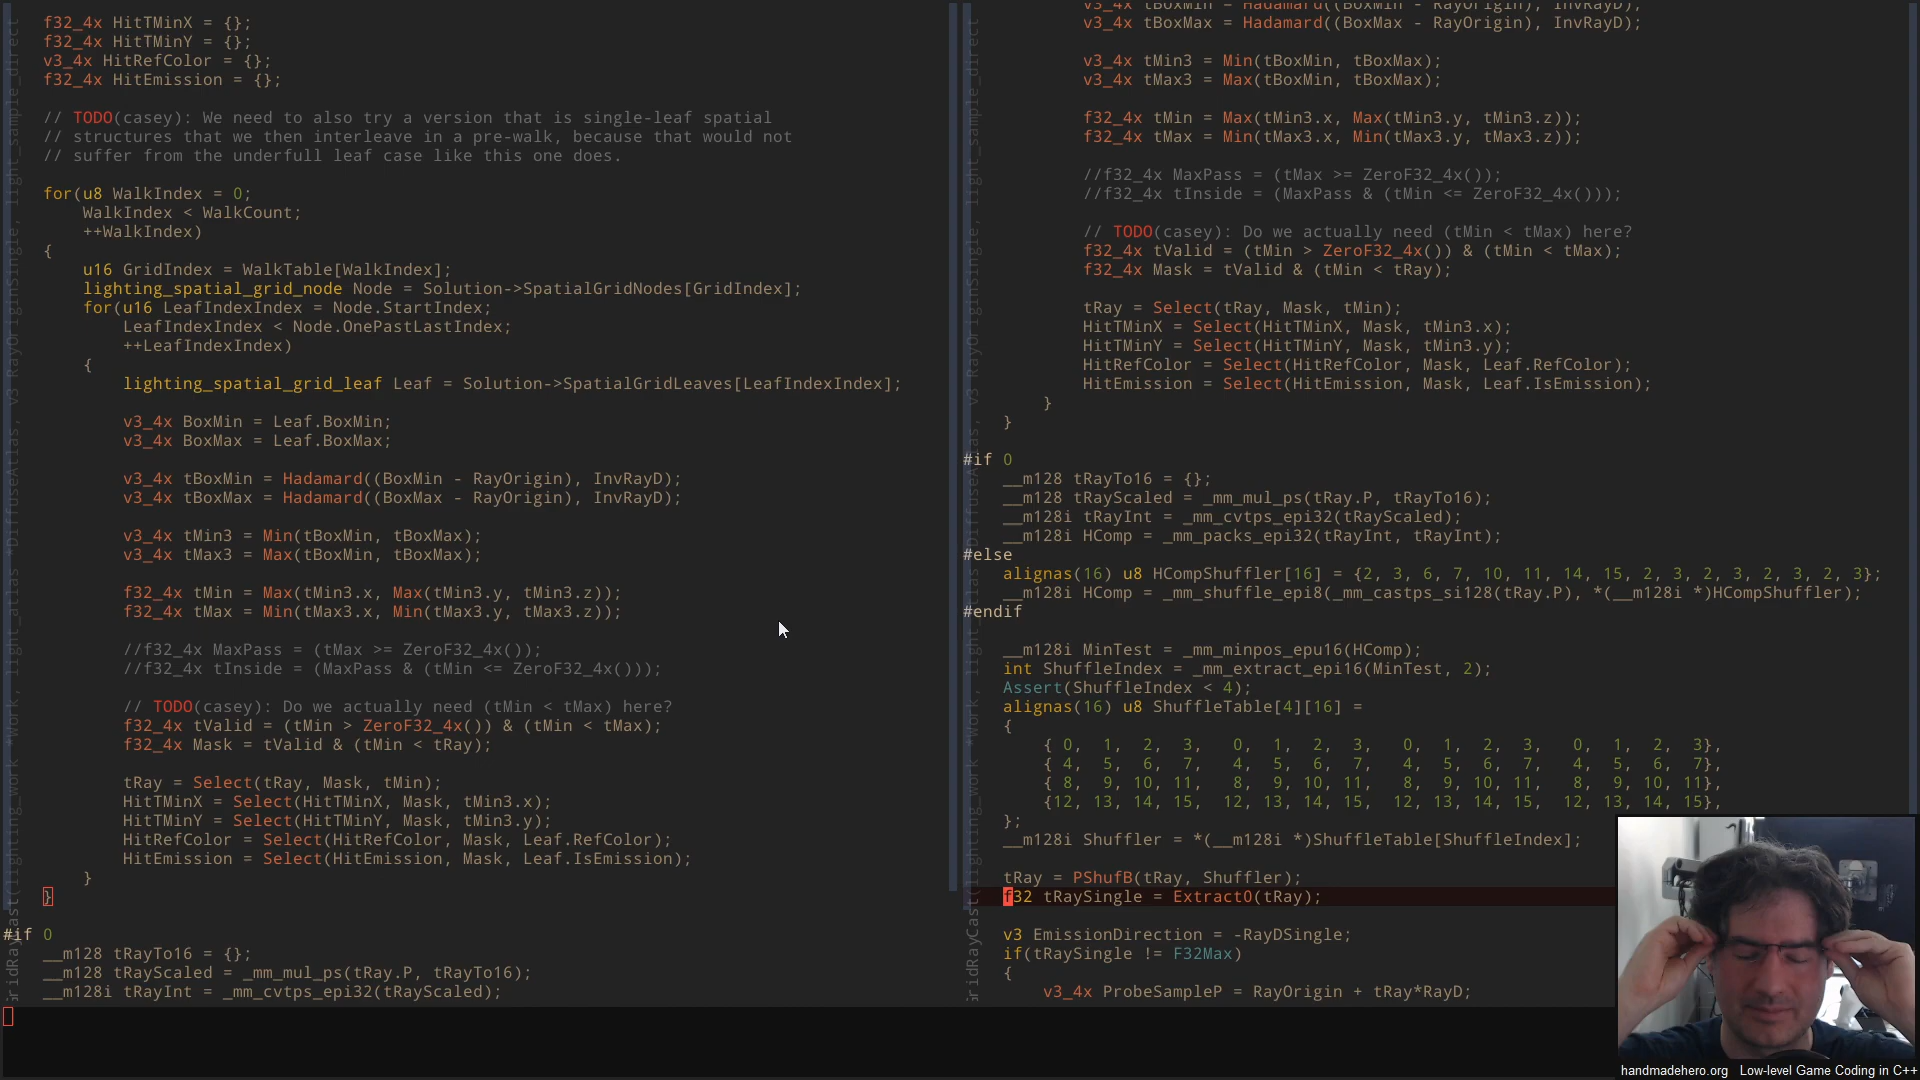 f32_4x HitTMinX = {};
f32_4x HitTMinY = {};
v3_4x HitRefColor = {};
f32_4x HitEmission = {};
// TODO(casey): We need to also try a version that is single-leaf spatial
// structures that we then interleave in a pre-walk, because that would not
// suffer from the underfull leaf case like this one does.
for(u8 WalkIndex = 0;
WalkIndex < WalkCount;
++WalkIndex)
{
u16 GridIndex = WalkTable[WalkIndex];
lighting_spatial_grid_node Node = Solution->SpatialGridNodes[GridIndex];
for(u16 LeafIndexIndex = Node.StartIndex;
LeafIndexIndex < Node.OnePastLastIndex;
++LeafIndexIndex)
{
lighting_spatial_grid_leaf Leaf = Solution->SpatialGridLeaves[LeafIndexIndex];
v3_4x BoxMin = Leaf.BoxMin;
v3_4x BoxMax = Leaf.BoxMax;
v3_4x tBoxMin = Hadamard((BoxMin - RayOrigin), InvRayD);
v3_4x tBoxMax = Hadamard((BoxMax - RayOrigin), InvRayD);
v3_4x tMin3 = Min(tBoxMin, tBoxMax);
v3_4x tMax3 = Max(tBoxMin, tBoxMax);
f32_4x tMin = Max(tMin3.x, Max(tMin3.y, tMin3.z));
f32_4x tMax = Min(tMax3.x, Min(tMax3.y, tMax3.z));
//f32_4x MaxPass = (tMax >= ZeroF32_4x());
//f32_4x tInside = (MaxPass & (tMin <= ZeroF32_4x()));
// TODO(casey): Do we actually need (tMin < tMax) here?
f32_4x tValid = (tMin > ZeroF32_4x()) & (tMin < tMax);
f32_4x Mask = tValid & (tMin < tRay);
tRay = Select(tRay, Mask, tMin);
HitTMinX = Select(HitTMinX, Mask, tMin3.x);
HitTMinY = Select(HitTMinY, Mask, tMin3.y);
HitRefColor = Select(HitRefColor, Mask, Leaf.RefColor);
HitEmission = Select(HitEmission, Mask, Leaf.IsEmission);
}
}
#if 0
__m128 tRayTo16 = {};
__m128 tRayScaled = _mm_mul_ps(tRay.P, tRayTo16);
__m128i tRayInt = _mm_cvtps_epi32(tRayScaled);
v3_4x tBoxMin = Hadamard((BoxMin - RayOrigin), InvRayD);
v3_4x tBoxMax = Hadamard((BoxMax - RayOrigin), InvRayD);
v3_4x tMin3 = Min(tBoxMin, tBoxMax);
v3_4x tMax3 = Max(tBoxMin, tBoxMax);
f32_4x tMin = Max(tMin3.x, Max(tMin3.y, tMin3.z));
f32_4x tMax = Min(tMax3.x, Min(tMax3.y, tMax3.z));
//f32_4x MaxPass = (tMax >= ZeroF32_4x());
//f32_4x tInside = (MaxPass & (tMin <= ZeroF32_4x()));
// TODO(casey): Do we actually need (tMin < tMax) here?
f32_4x tValid = (tMin > ZeroF32_4x()) & (tMin < tMax);
f32_4x Mask = tValid & (tMin < tRay);
tRay = Select(tRay, Mask, tMin);
HitTMinX = Select(HitTMinX, Mask, tMin3.x);
HitTMinY = Select(HitTMinY, Mask, tMin3.y);
HitRefColor = Select(HitRefColor, Mask, Leaf.RefColor);
HitEmission = Select(HitEmission, Mask, Leaf.IsEmission);
}
}
#if 0
__m128 tRayTo16 = {};
__m128 tRayScaled = _mm_mul_ps(tRay.P, tRayTo16);
__m128i tRayInt = _mm_cvtps_epi32(tRayScaled);
__m128i HComp = _mm_packs_epi32(tRayInt, tRayInt);
#else
alignas(16) u8 HCompShuffler[16] = {2, 3, 6, 7, 10, 11, 14, 15, 2, 3, 2, 3, 2, 3, 2, 3};
__m128i HComp = _mm_shuffle_epi8(_mm_castps_si128(tRay.P), *(__m128i *)HCompShuffler);
#endif
__m128i MinTest = _mm_minpos_epu16(HComp);
int ShuffleIndex = _mm_extract_epi16(MinTest, 2);
Assert(ShuffleIndex < 4);
alignas(16) u8 ShuffleTable[4][16] =
{
{ 0, 1, 2, 3, 0, 1, 2, 3, 0, 1, 2, 3, 0, 1, 2, 3},
{ 4, 5, 6, 7, 4, 5, 6, 7, 4, 5, 6, 7, 4, 5, 6, 7},
{ 8, 9, 10, 11, 8, 9, 10, 11, 8, 9, 10, 11, 8, 9, 10, 11},
{12, 13, 14, 15, 12, 13, 14, 15, 12, 13, 14, 15, 12, 13, 14, 15},
};
__m128i Shuffler = *(__m128i *)ShuffleTable[ShuffleIndex];
tRay = PShufB(tRay, Shuffler);
f32 tRaySingle = Extract0(tRay);
v3 EmissionDirection = -RayDSingle;
if(tRaySingle != F32Max)
{
v3_4x ProbeSampleP = RayOrigin + tRay*RayD;
handmadehero.org Low-level Game Coding in C++